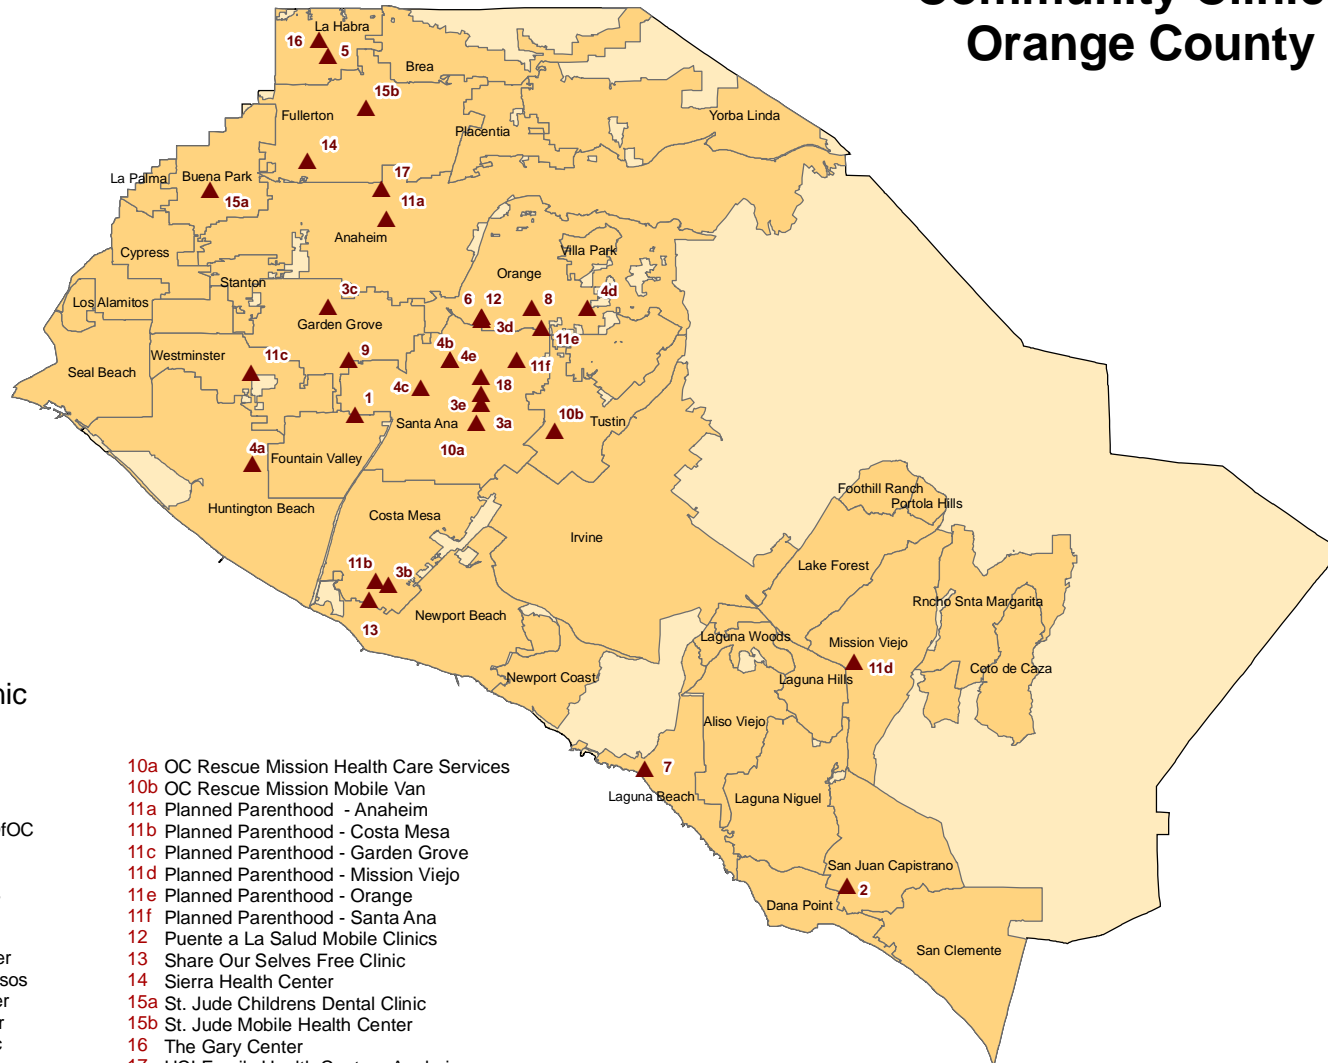 Orange County
La Habra
16
5
Brea
15b
Fullerton
Placentia
Yorba Linda
14
17
La Palma
Buena Park
15a
11a
Anaheim
Cypress
Villa Park
Orange
Stanton
3c
Los Alamitos
6
12
8
4d
Garden Grove
3d
11e
4b
9
Westminster
11c
4e
11f
Seal Beach
4c
18
1
3e
Santa Ana
3a
10b
Tustin
4a
10a
Fountain Valley
Foothill Ranch
Portola Hills
Huntington Beach
Costa Mesa
Irvine
11b
3b
Lake Forest
Rncho Snta Margarita
Newport Beach
13
Laguna Woods
Mission Viejo
11d
Coto de Caza
Newport Coast
Laguna Hills
Aliso Viejo
7
Laguna Beach
Laguna Niguel
San Juan Capistrano
2
Dana Point
San Clemente
10a OC Rescue Mission Health Care Services
10b OC Rescue Mission Mobile Van
11a Planned Parenthood - Anaheim
11b Planned Parenthood - Costa Mesa
11c Planned Parenthood - Garden Grove
11d Planned Parenthood - Mission Viejo
11e Planned Parenthood - Orange
11f Planned Parenthood - Santa Ana
12 Puente a La Salud Mobile Clinics
13 Share Our Selves Free Clinic
14 Sierra Health Center
15a St. Jude Childrens Dental Clinic
15b St. Jude Mobile Health Center
16 The Gary Center